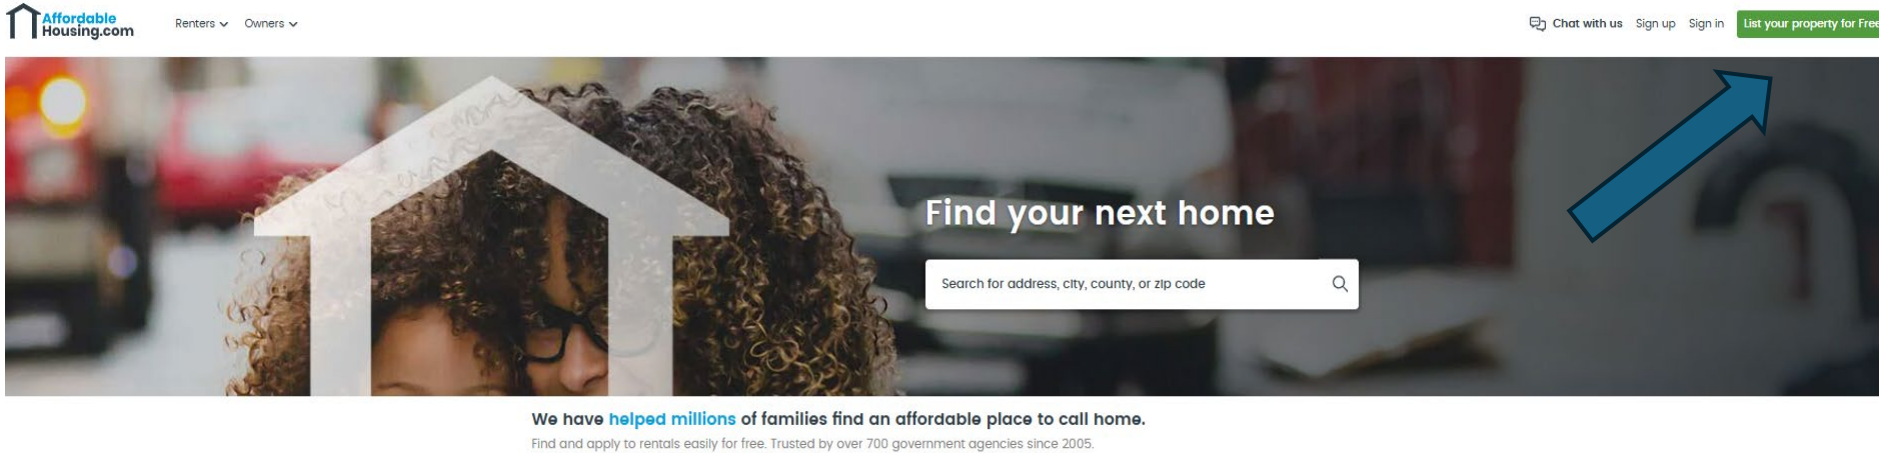 Affordable
Housing.com
Renters
Owners
Chat with us
Sign up
Sign in
List your property for Free
Find your next home
Search for address, city, county, or zip code
We have helped millions of families find an affordable place to call home.
Find and apply to rentals easily for free. Trusted by over 700 government agencies since 2005.